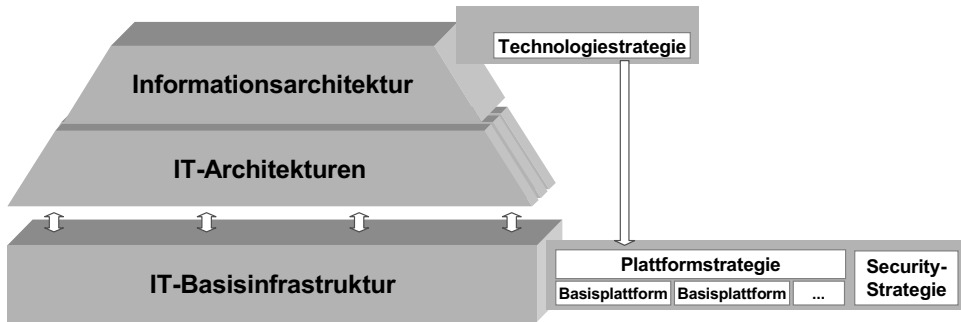 Technologiestrategie
Informationsarchitektur
IT-Architekturen
IT-Basisinfrastruktur
Plattformstrategie
Basisplattform Basisplattform ...
Security-
Strategie